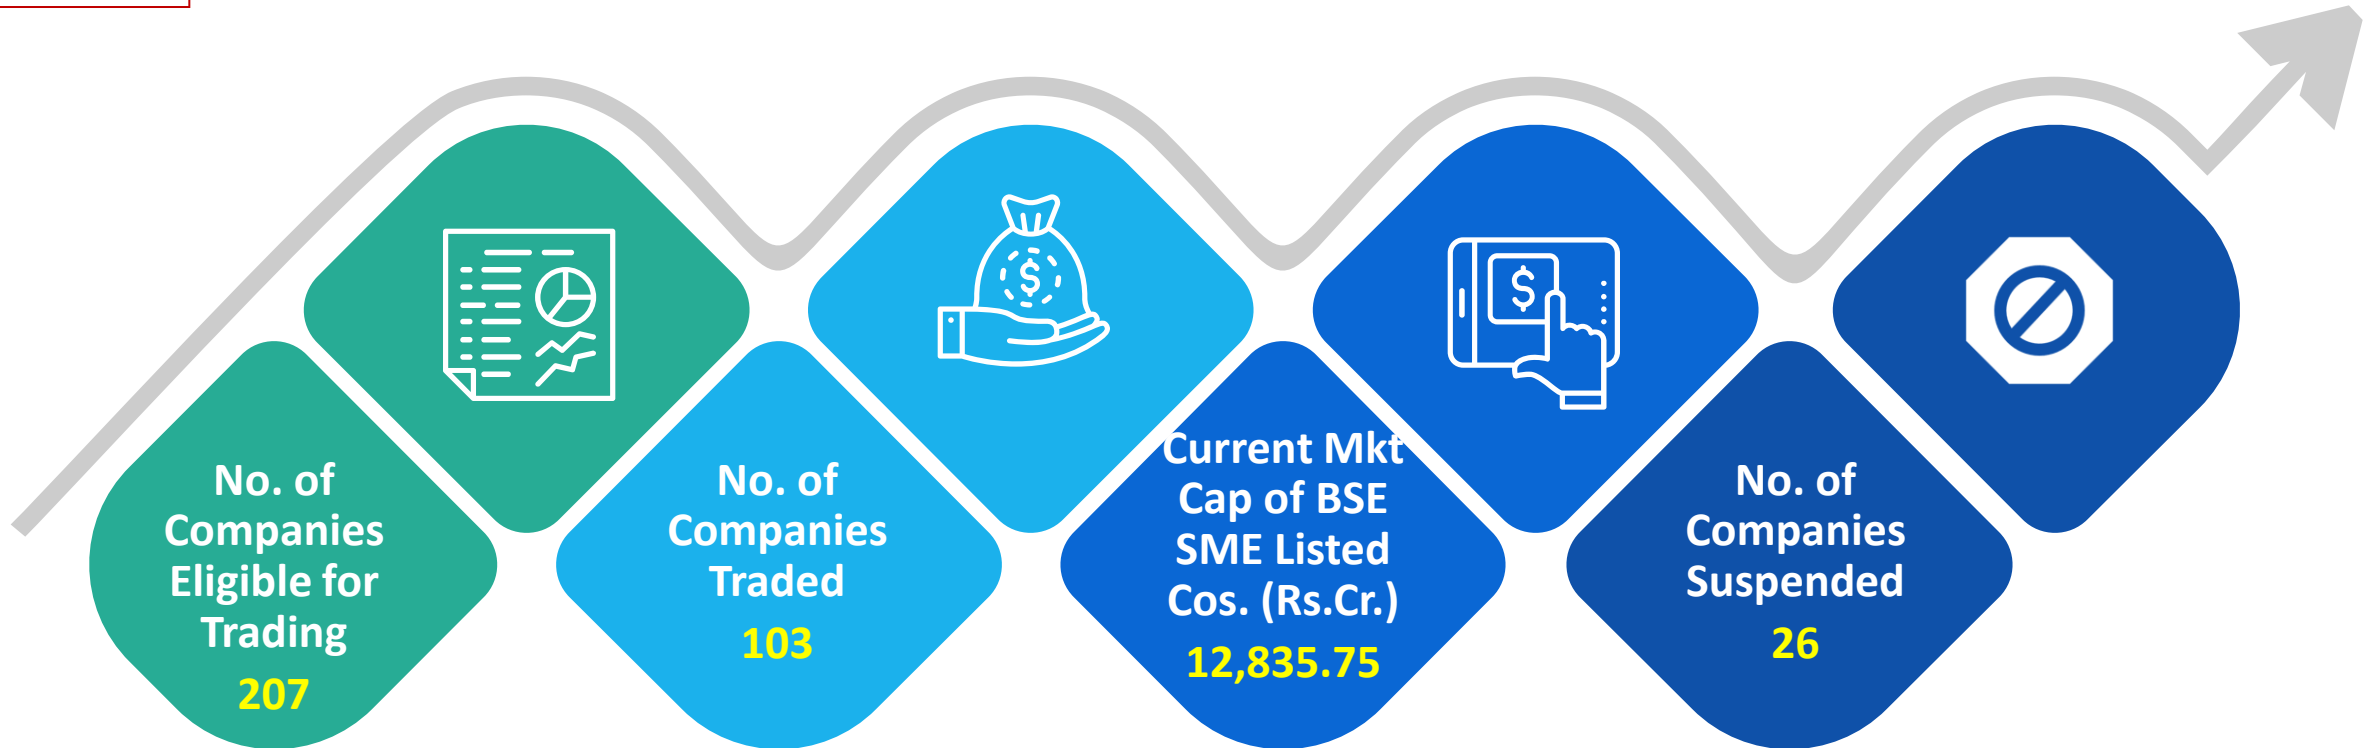 No. of
Companies
Eligible for
Trading
207
No. of
Companies
Traded
103
Current Mkt
Cap of BSE
SME Listed
Cos. (Rs.Cr.)
12,835.75
No. of
Companies
Suspended
26
$
$